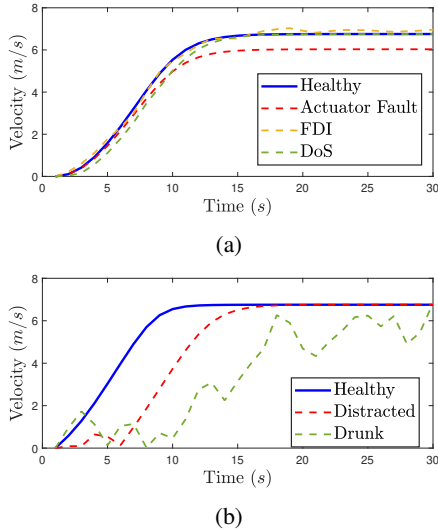 8
6
4
2
0
Velocity (m/s)
Healthy
Actuator Fault
FDI
DoS
0 5 10 15 20 25 30
Time (s)
(a)
8
6
4
2
0
Velocity (m/s)
Healthy
Distracted
Drunk
0 5 10 15 20 25 30
Time (s)
(b)